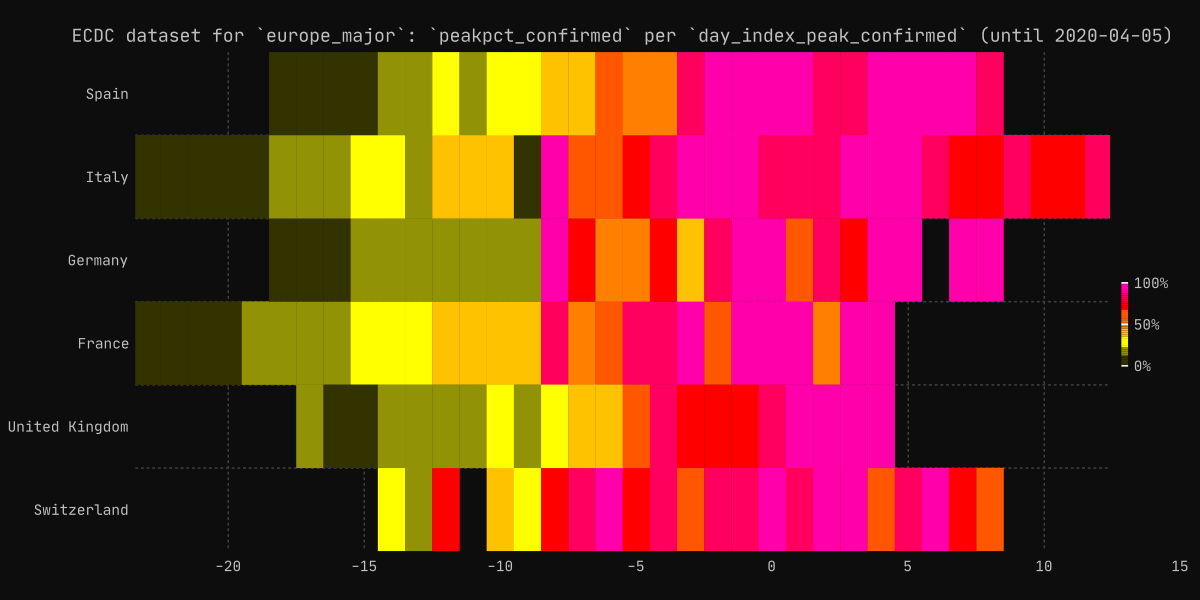 ECDC dataset for `europe_major`: `peakpct_confirmed` per `day_index_peak_confirmed` (until 2020-04-05)
Spain
Italy
Germany
France
United Kingdom
Switzerland
100%
50%
0%
-20 -15 -10 -5 0 5 10 15